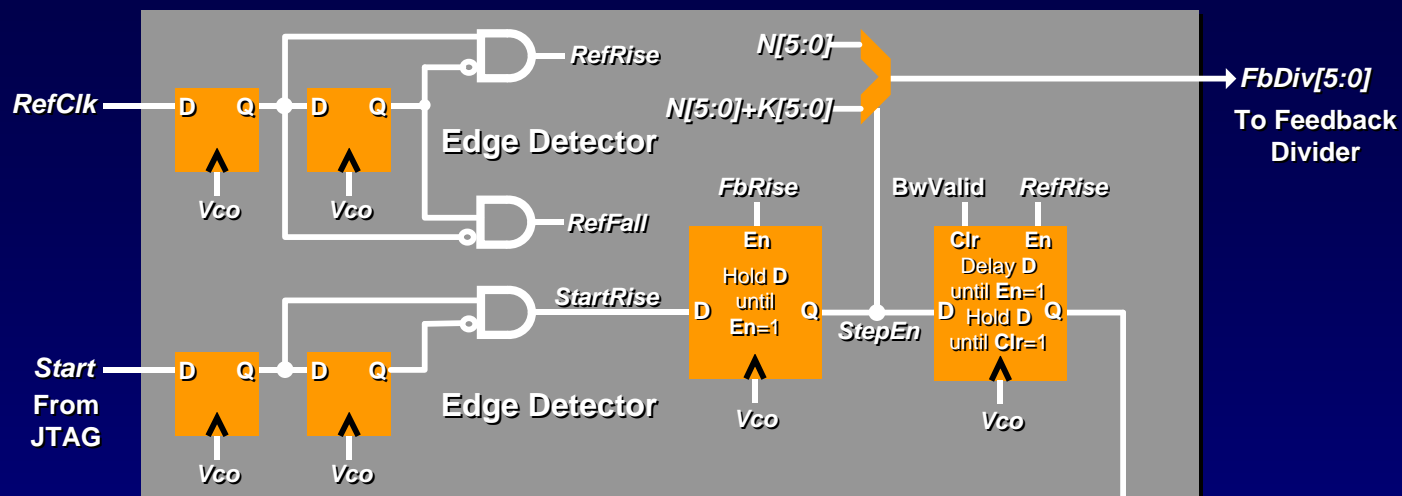 N[5:0]
RefRise
RefClk
D Q D Q
FbDiv[5:0]
N[5:0]+K[5:0]
To Feedback
Divider
Edge Detector
Vco
Vco
FbRise
BwValid
RefRise
RefFall
En
Clr En
Hold D
until
En=1
Delay D
until En=1
Hold D
until Clr=1
StartRise
D Q
D Q
StepEn
Start
From
JTAG
D Q D Q
Edge Detector
Vco
Vco
Vco
Vco